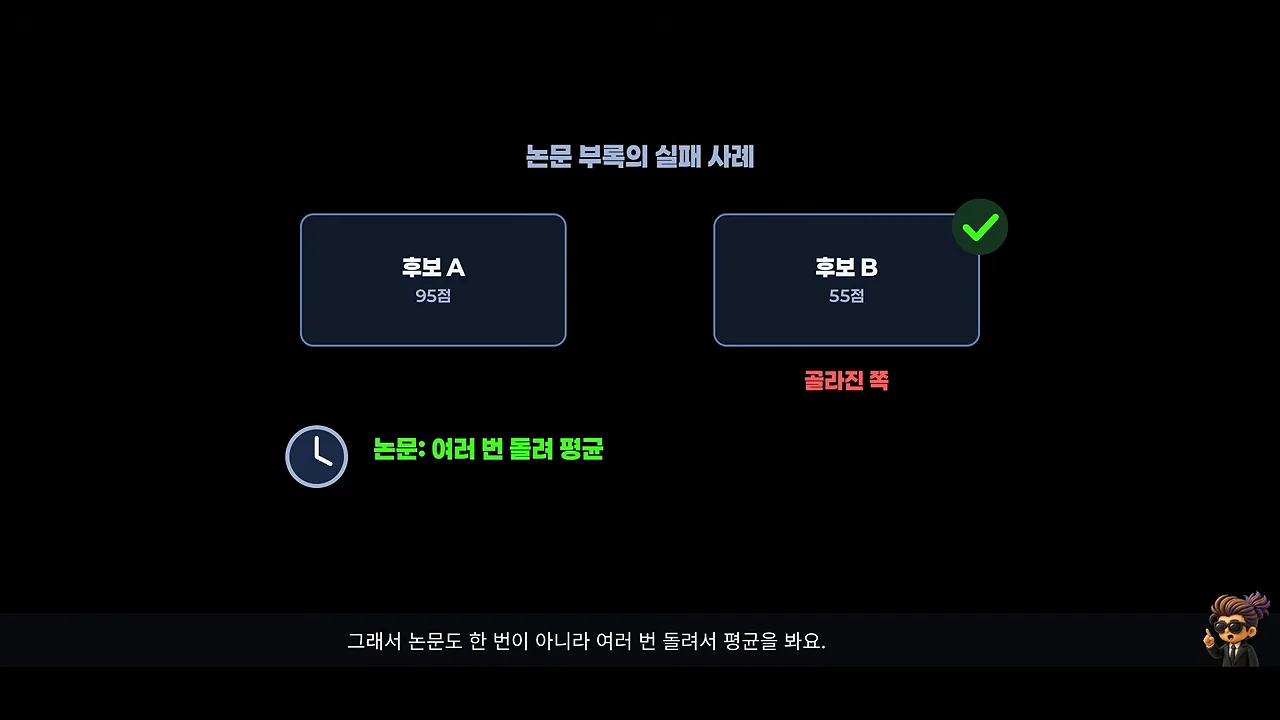 논문 부록의 실패 사례
후보 A
95점
후보 B
55점
골라진 쪽
논문: 여러 번 돌려 평균
그래서 논문도 한 번이 아니라 여러 번 돌려서 평균을 봐요.